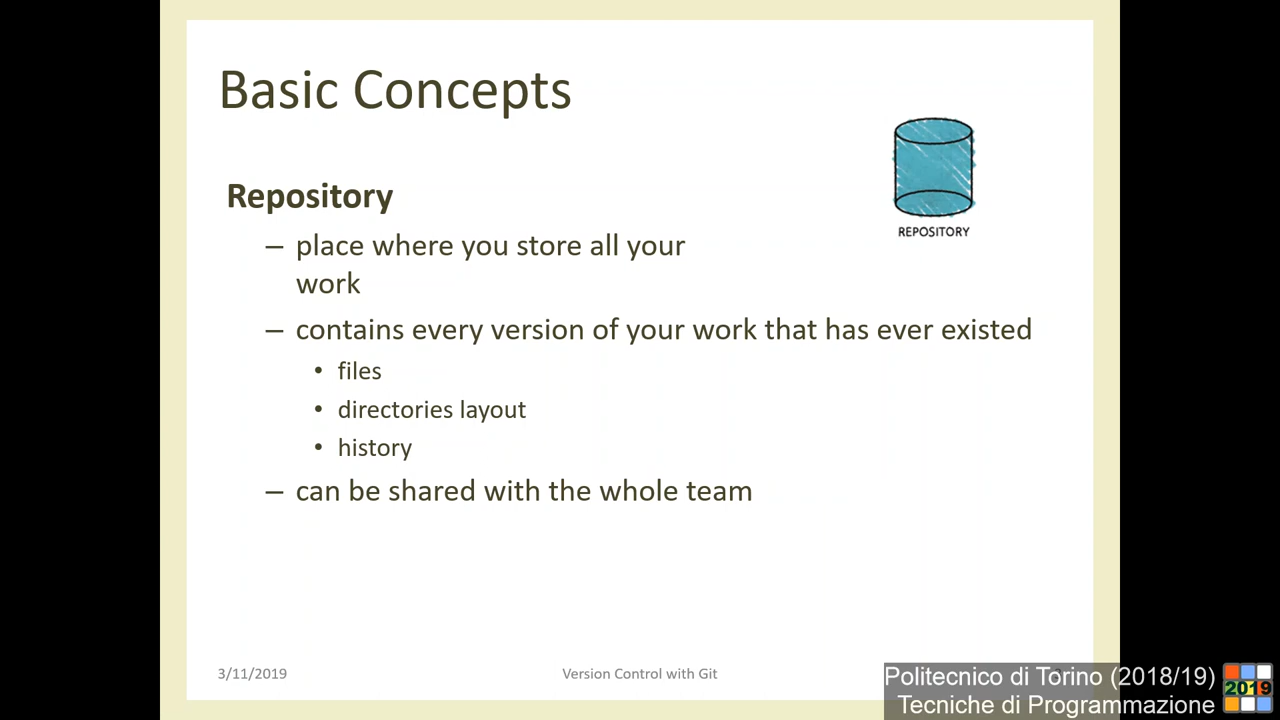 Basic Concepts
REPOSITORY
Repository
– place where you store all your
work
– contains every version of your work that has ever existed
• files
• directories layout
• history
– can be shared with the whole team
3/11/2019
Version Control with Git
Politecnico di Torino (2018/19)
Tecniche di Programmazione
2019